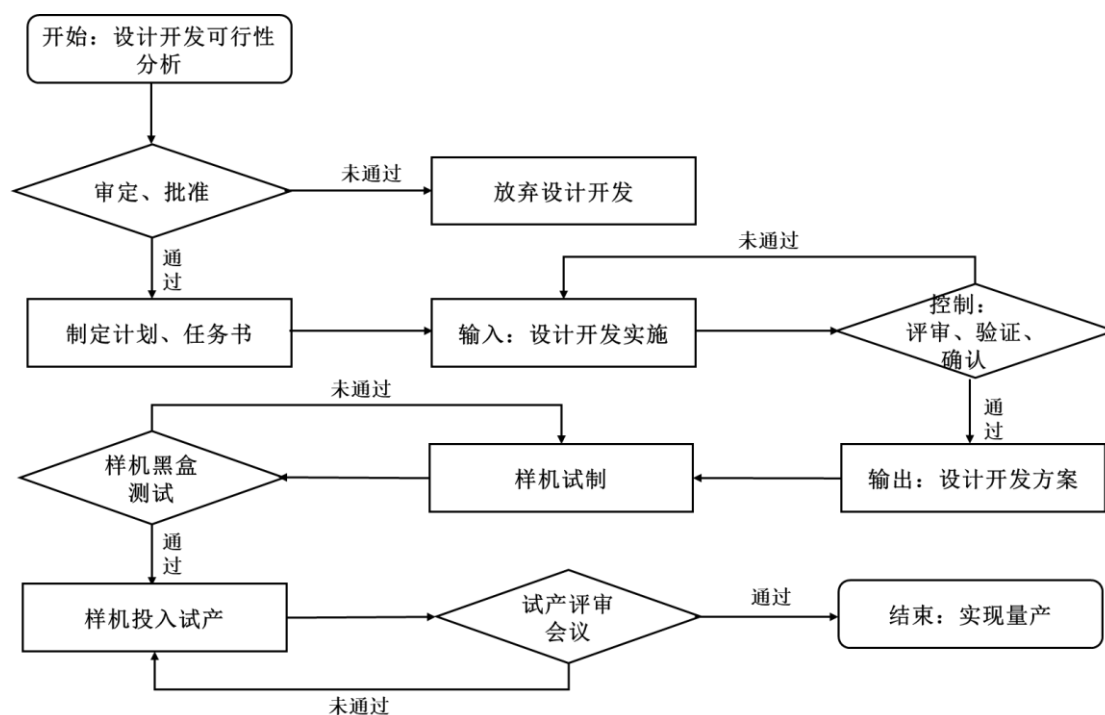 开始：设计开发可行性
分析
审定、批准
未通过
放弃设计开发
通
过
未通过
制定计划、任务书
输入：设计开发实施
控制：
评审、验证、
确认
未通过
通
过
样机黑盒
测试
样机试制
输出：设计开发方案
通
过
样机投入试产
试产评审
会议
通过
结束：实现量产
未通过